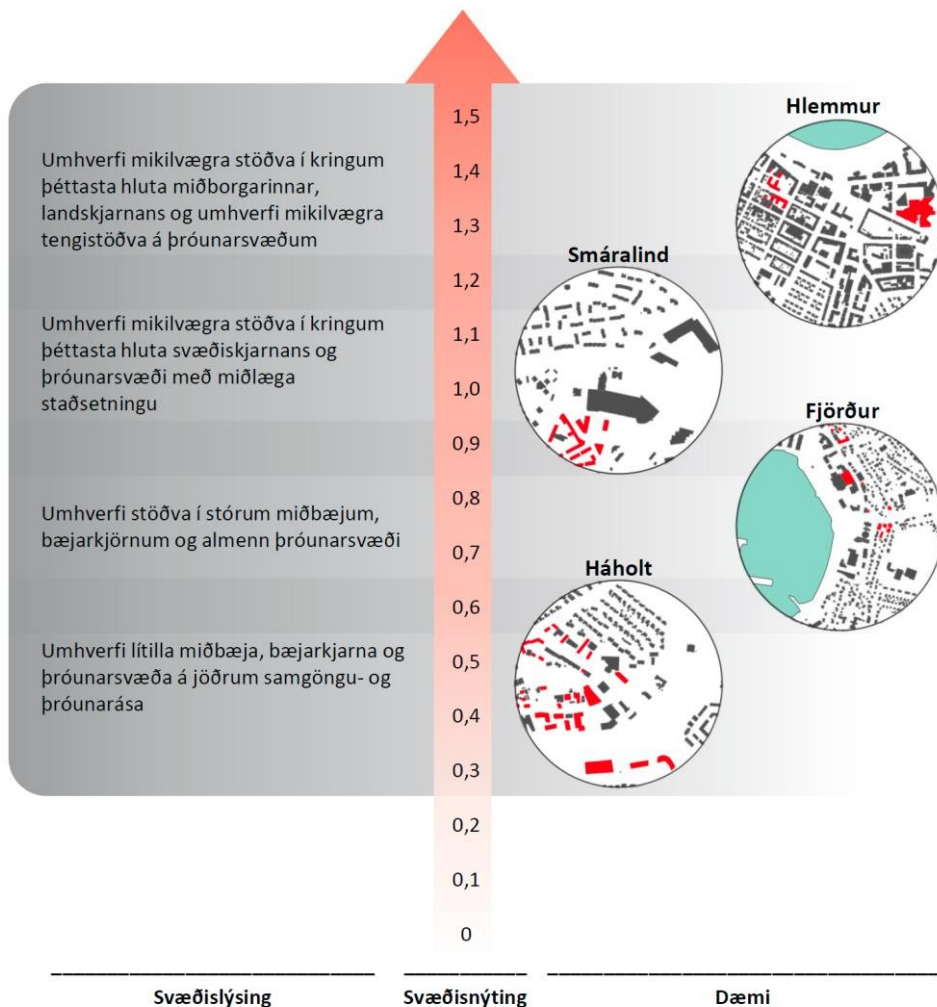 Hlemmur
1,5
Umhverfi mikilvægra stöðva í kringum
þéttasta hluta miðborgarinnar,
landskjarnans og umhverfi mikilvægra
tengistöðva á þróunarsvæðum
1,4
1,3
Smáralind
1,2
Umhverfi mikilvægra stöðva í kringum
þéttasta hluta svæðiskjarnans og
þróunarsvæði með miðlæga
staðsetningu
1,1
1,0
Fjörður
0,9
0,8
Umhverfi stöðva í stórum miðbæjum,
bæjarkjörnum og almenn þróunarsvæði
0,7
Háholt
0,6
Umhverfi lítilla miðbæja, bæjarkjarna og
þróunarsvæða á jöðrum samgöngu- og
þróunarása
0,5
0,4
0,3
0,2
0,1
0
Svæðislýsing
Svæðisnýting
Dæmi